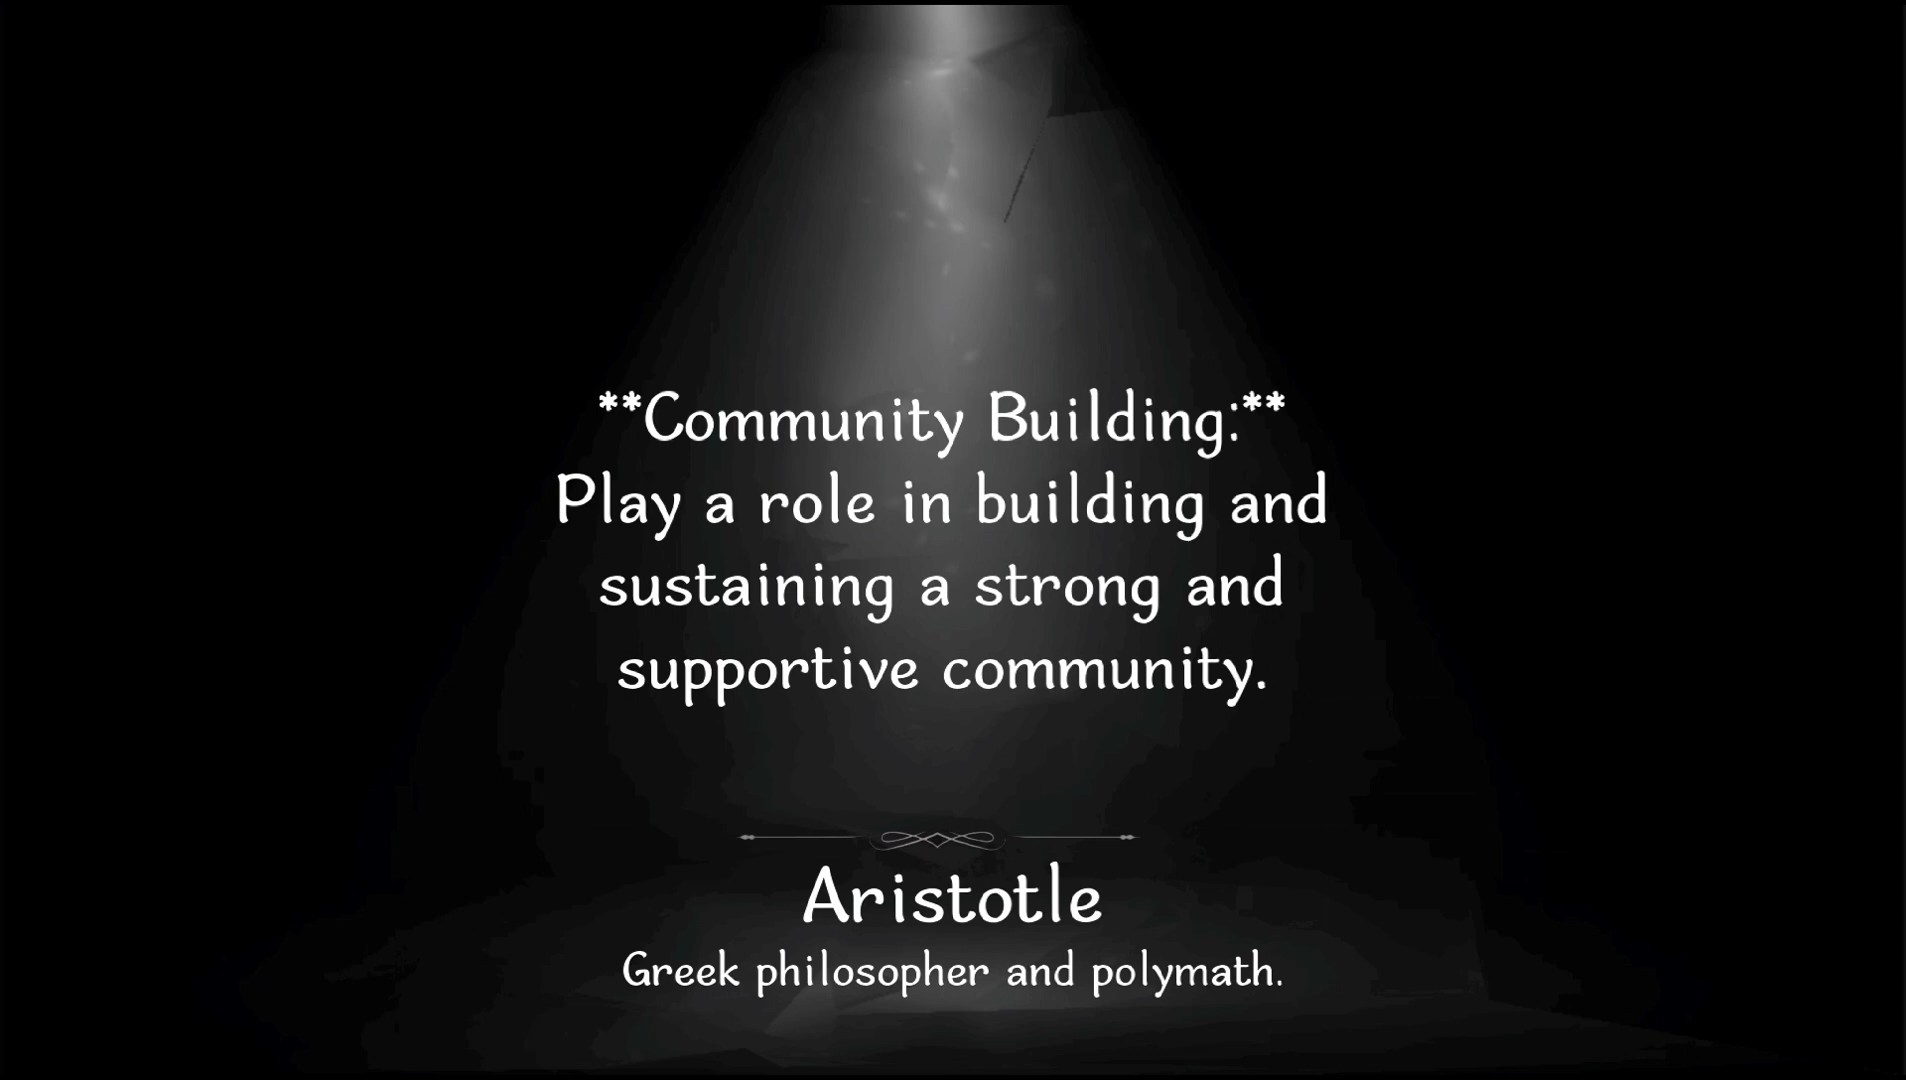 **Community Building:**
Play a role in building and
sustaining a strong and
supportive community.
Aristotle
Greek philosopher and polymath.